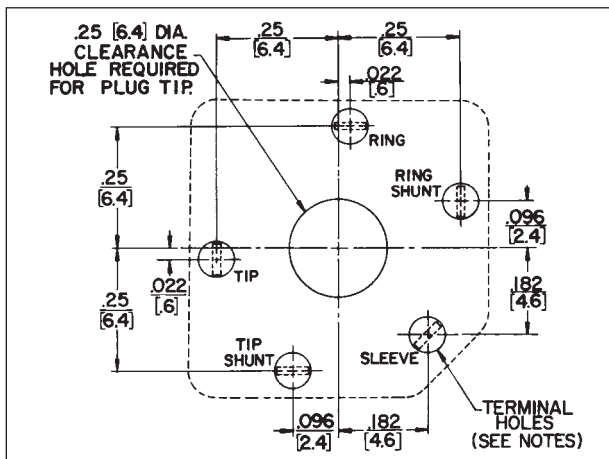 .25 [6.4] DIA.
CLEARANCE
HOLE REQUIRED
FOR PLUG TIP.
.25
[6.4]
.25
[6.4]
.022
[.6]
RING
.25
[6.4]
RING
SHUNT
.096
[2.4]
TIP
.022
[.6]
.182
[4.6]
.25
[6.4]
TIP
SHUNT
SLEEVE
.096
[2.4]
.182
[4.6]
TERMINAL
HOLES
(SEE NOTES)